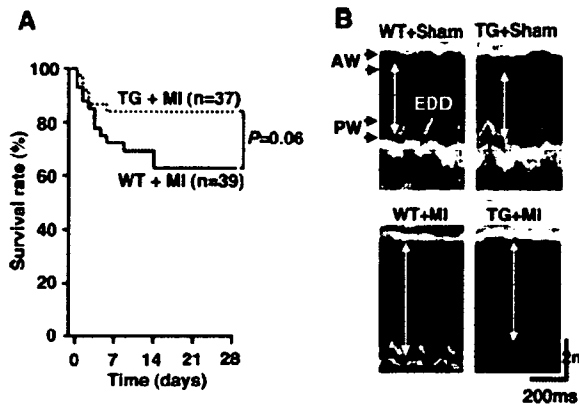 A
100
80
60
40
20
0
Survival rate (%)
TG + MI (n=37)
P=0.06
WT + MI (n=39)
0 7 14 21 28
Time (days)
B
WT+Sham TG+Sham
AW
EDD
PW
WT+MI TG+MI
200ms